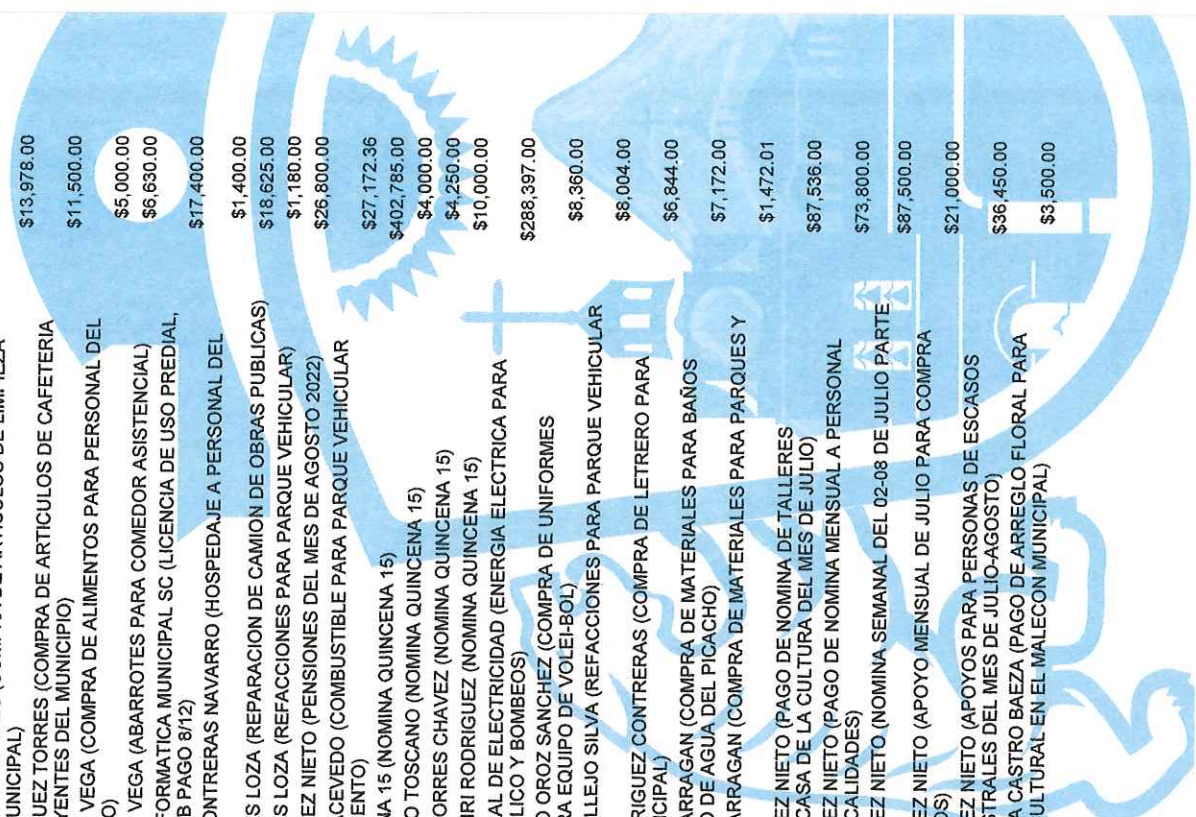 ARTICULOS DE LIMPIEZA
UNICIPAL) $13,978.00
UEZ TORRES (COMPRA DE ARTICULOS DE CAFETERIA
YENTES DEL MUNICIPIO) $11,500.00
VEGA (COMPRA DE ALIMENTOS PARA PERSONAL DEL
O) $5,000.00
VEGA (ABARROTES PARA COMEDOR ASISTENCIAL) $6,630.00
FORMATICA MUNICIPAL SC (LICENCIA DE USO PREDIAL,
B PAGO 8/12) $17,400.00
ONTRERAS NAVARRO (HOSPEDAJE A PERSONAL DEL
$1,400.00
S LOZA (REPARACION DE CAMION DE OBRAS PUBLICAS) $18,625.00
S LOZA (REFACCIONES PARA PARQUE VEHICULAR) $1,180.00
EZ NIETO (PENSIONES DEL MES DE AGOSTO 2022) $26,800.00
ACEVEDO (COMBUSTIBLE PARA PARQUE VEHICULAR
ENTO) $27,172.36
NA 15 (NOMINA QUINCENA 15) $402,785.00
O TOSCANO (NOMINA QUINCENA 15) $4,000.00
ORRES CHAVEZ (NOMINA QUINCENA 15) $4,250.00
IRI RODRIGUEZ (NOMINA QUINCENA 15) $10,000.00
AL DE ELECTRICIDAD (ENERGIA ELECTRICA PARA
LICO Y BOMBEOS) $288,397.00
O OROZ SANCHEZ (COMPRA DE UNIFORMES
RA EQUIPO DE VOLEI-BOL) $8,360.00
LLEJO SILVA (REFACCIONES PARA PARQUE VEHICULAR
$8,004.00
RIGUEZ CONTRERAS (COMPRA DE LETRERO PARA
ICIPAL) $6,844.00
ARRAGAN (COMPRA DE MATERIALES PARA BAÑOS
O DE AGUA DEL PICACHO) $7,172.00
ARRAGAN (COMPRA DE MATERIALES PARA PARQUES Y
$1,472.01
EZ NIETO (PAGO DE NOMINA DE TALLERES
CASA DE LA CULTURA DEL MES DE JULIO) $87,536.00
EZ NIETO (PAGO DE NOMINA MENSUAL A PERSONAL
CALIDADES) $73,800.00
EZ NIETO (NOMINA SEMANAL DEL 02-08 DE JULIO PARTE
$87,500.00
EZ NIETO (APOYO MENSUAL DE JULIO PARA COMPRA
OS) $21,000.00
EZ NIETO (APOYOS PARA PERSONAS DE ESCASOS
STRALES DEL MES DE JULIO-AGOSTO) $36,450.00
A CASTRO BAEZA (PAGO DE ARREGLO FLORAL PARA
ULTURAL EN EL MALECON MUNICIPAL) $3,500.00